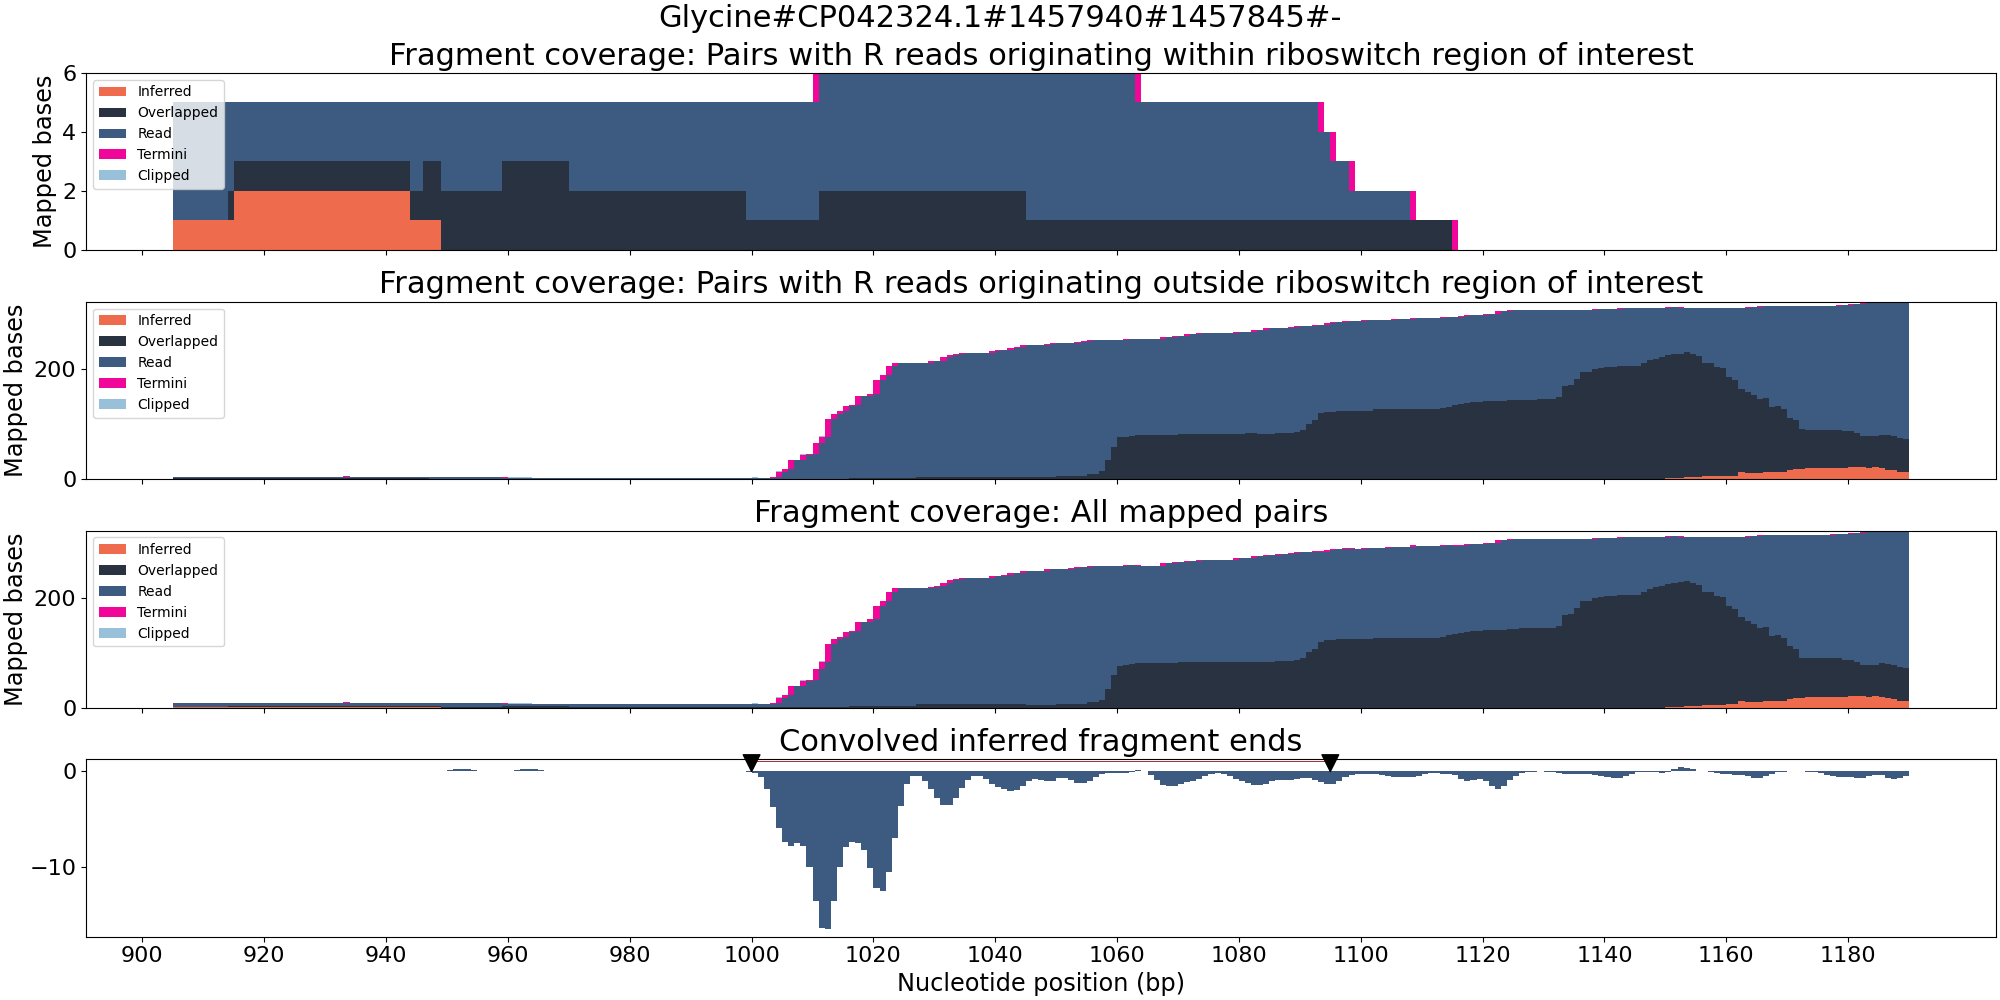 Glycine#CP042324.1#1457940#1457845#-
Fragment coverage: Pairs with R reads originating within riboswitch region of interest
Mapped bases
6
4
2
0
Inferred
Overlapped
Read
Termini
Clipped
Fragment coverage: Pairs with R reads originating outside riboswitch region of interest
Mapped bases
200
0
Inferred
Overlapped
Read
Termini
Clipped
Fragment coverage: All mapped pairs
Mapped bases
200
0
Inferred
Overlapped
Read
Termini
Clipped
Convolved inferred fragment ends
0
−10
900 920 940 960 980 1000 1020 1040 1060 1080 1100 1120 1140 1160 1180
Nucleotide position (bp)